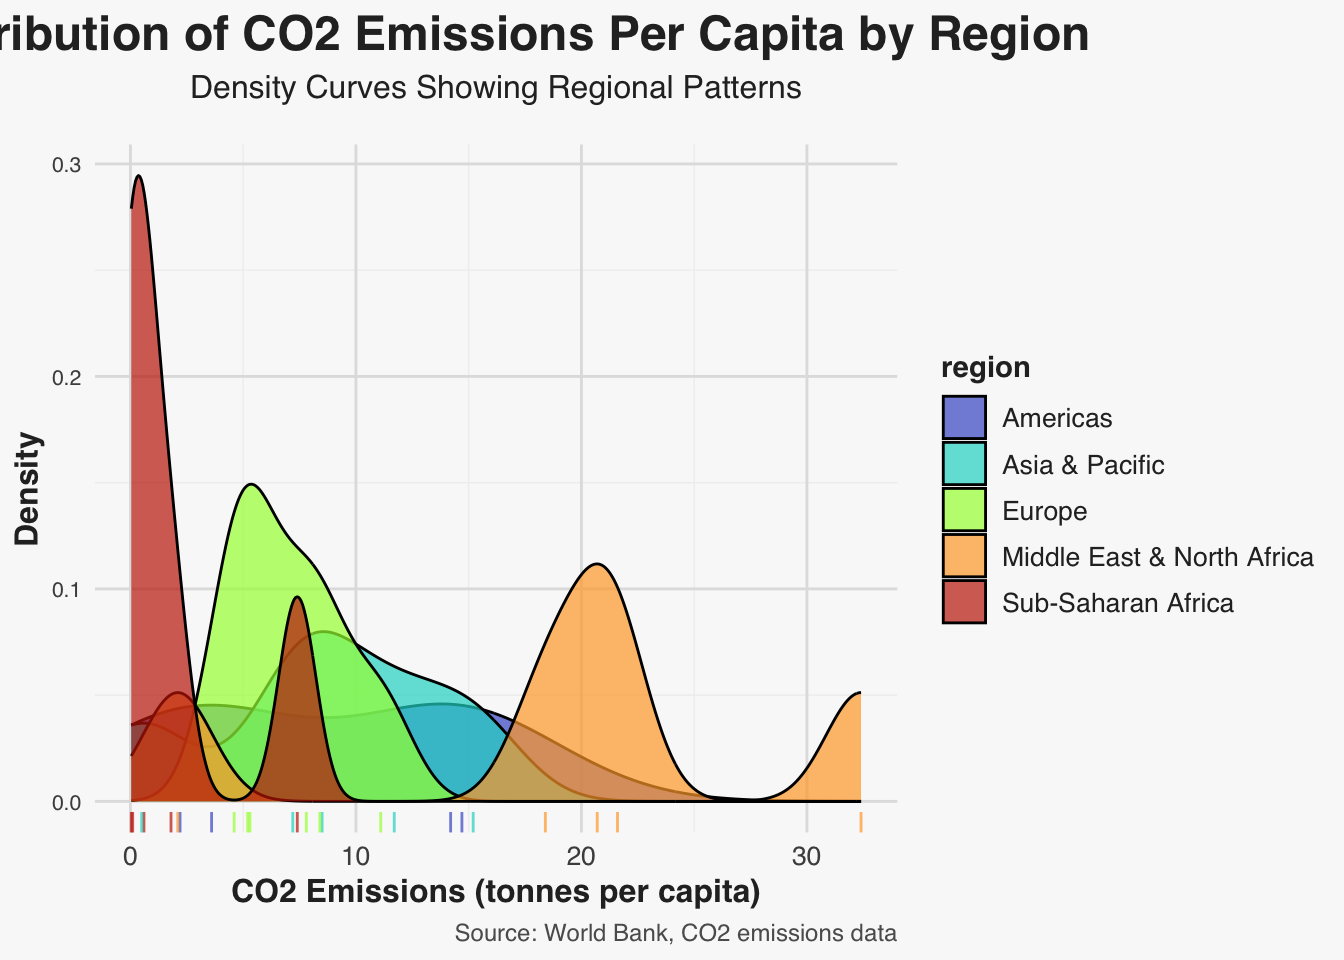 ribution of CO2 Emissions Per Capita by Region
Density Curves Showing Regional Patterns
0.3
0.2
0.1
0.0
Density
0
10
20
30
CO2 Emissions (tonnes per capita)
Source: World Bank, CO2 emissions data
region
Americas
Asia & Pacific
Europe
Middle East & North Africa
Sub-Saharan Africa